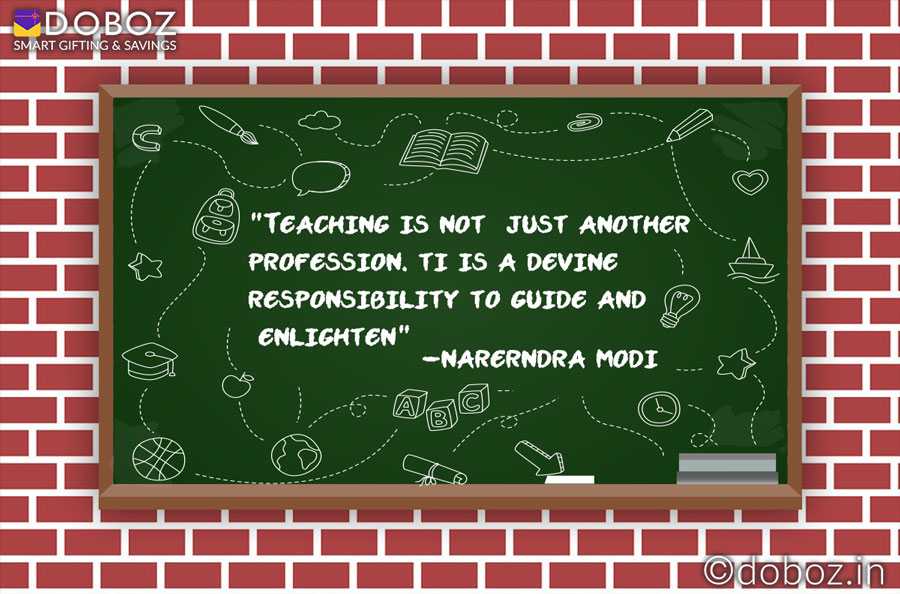 DOBOZ
SMART GIFTING & SAVINGS
"TEACHING IS NOT JUST ANOTHER
PROFESSION. TI IS A DEVINE
RESPONSIBILITY TO GUIDE AND
ENLIGHTEN"
-NARERNDRA MODI
A B C
©doboz.in